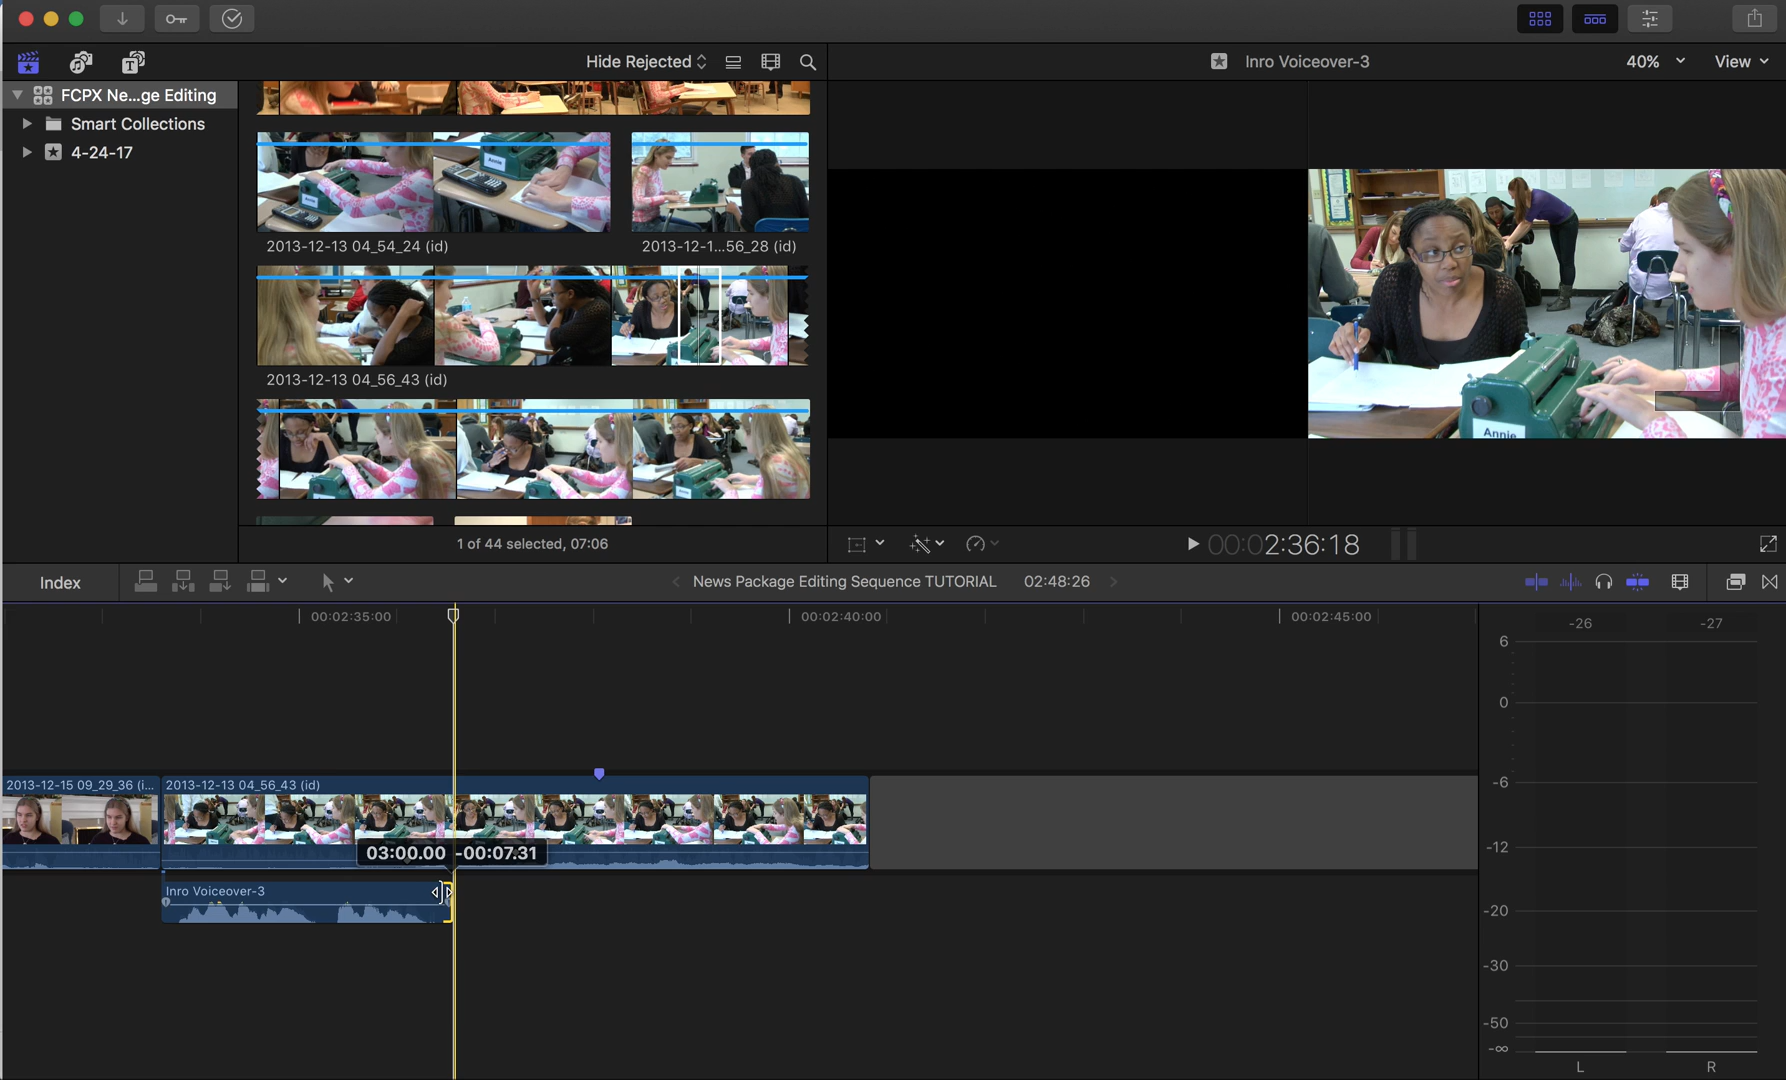 Hide Rejected
Inro Voiceover-3
40%
View
FCPX Ne...ge Editing
Smart Collections
4-24-17
Annie
2013-12-13 04_54_24 (id)
2013-12-1...56_28 (id)
2013-12-13 04_56_43 (id)
Annie
1 of 44 selected, 07:06
00:02:36:18
Index
News Package Editing Sequence TUTORIAL
02:48:26
00:02:35:00
00:02:40:00
00:02:45:00
-26
-27
6
0
-6
-12
-20
-30
-50
-∞
L
R
2013-12-15 09_29_36 (i...
2013-12-13 04_56_43 (id)
03:00.00 -00:07.31
Inro Voiceover-3